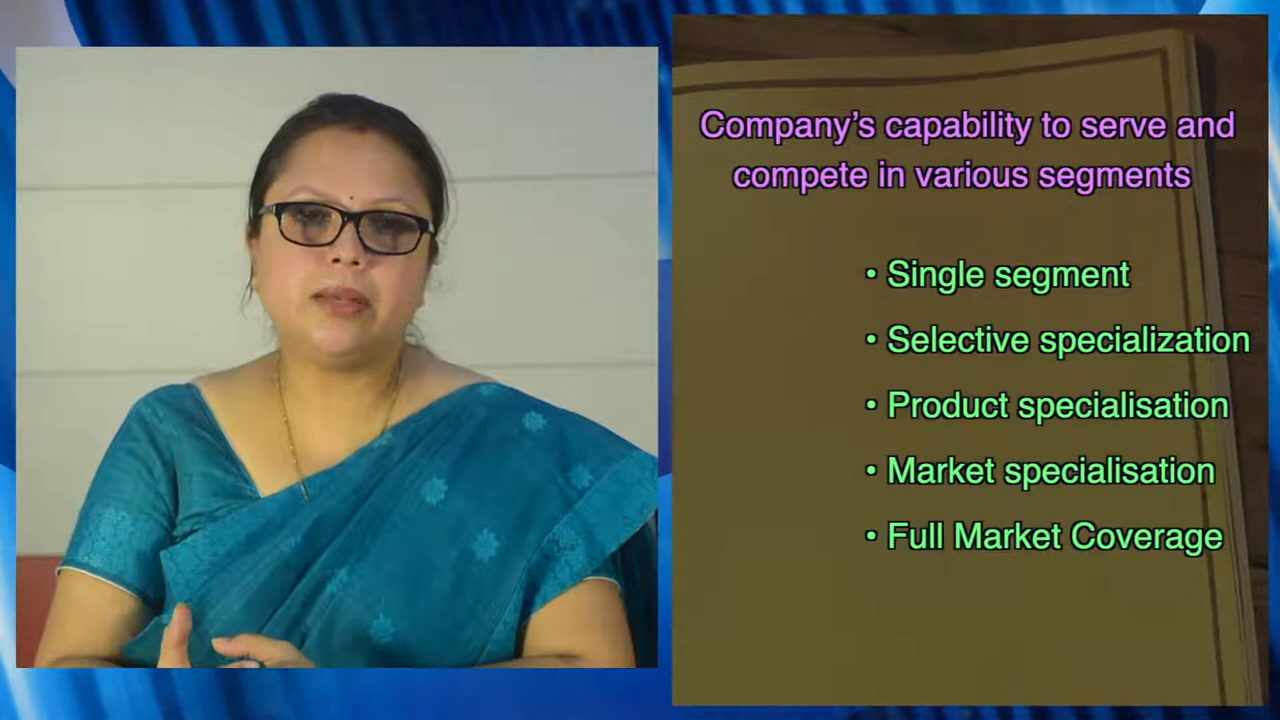 Company's capability to serve and
compete in various segments
• Single segment
• Selective specialization
• Product specialisation
• Market specialisation
• Full Market Coverage